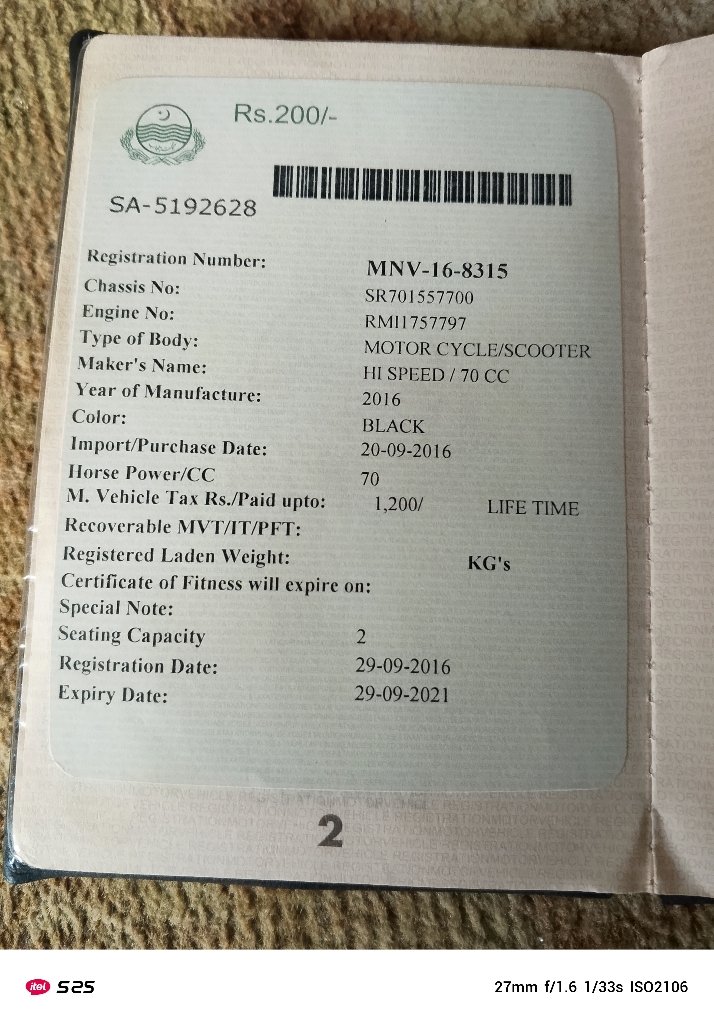 Rs.200/-
SA-5192628
Registration Number: MNV-16-8315
Chassis No: SR701557700
Engine No: RMI1757797
Type of Body: MOTOR CYCLE/SCOOTER
Maker's Name: HI SPEED / 70 CC
Year of Manufacture: 2016
Color: BLACK
Import/Purchase Date: 20-09-2016
Horse Power/CC 70
M. Vehicle Tax Rs./Paid upto: 1,200/ LIFE TIME
Recoverable MVT/IT/PFT:
Registered Laden Weight: KG's
Certificate of Fitness will expire on:
Special Note:
Seating Capacity 2
Registration Date: 29-09-2016
Expiry Date: 29-09-2021
2
itel S25 27mm f/1.6 1/33s ISO2106